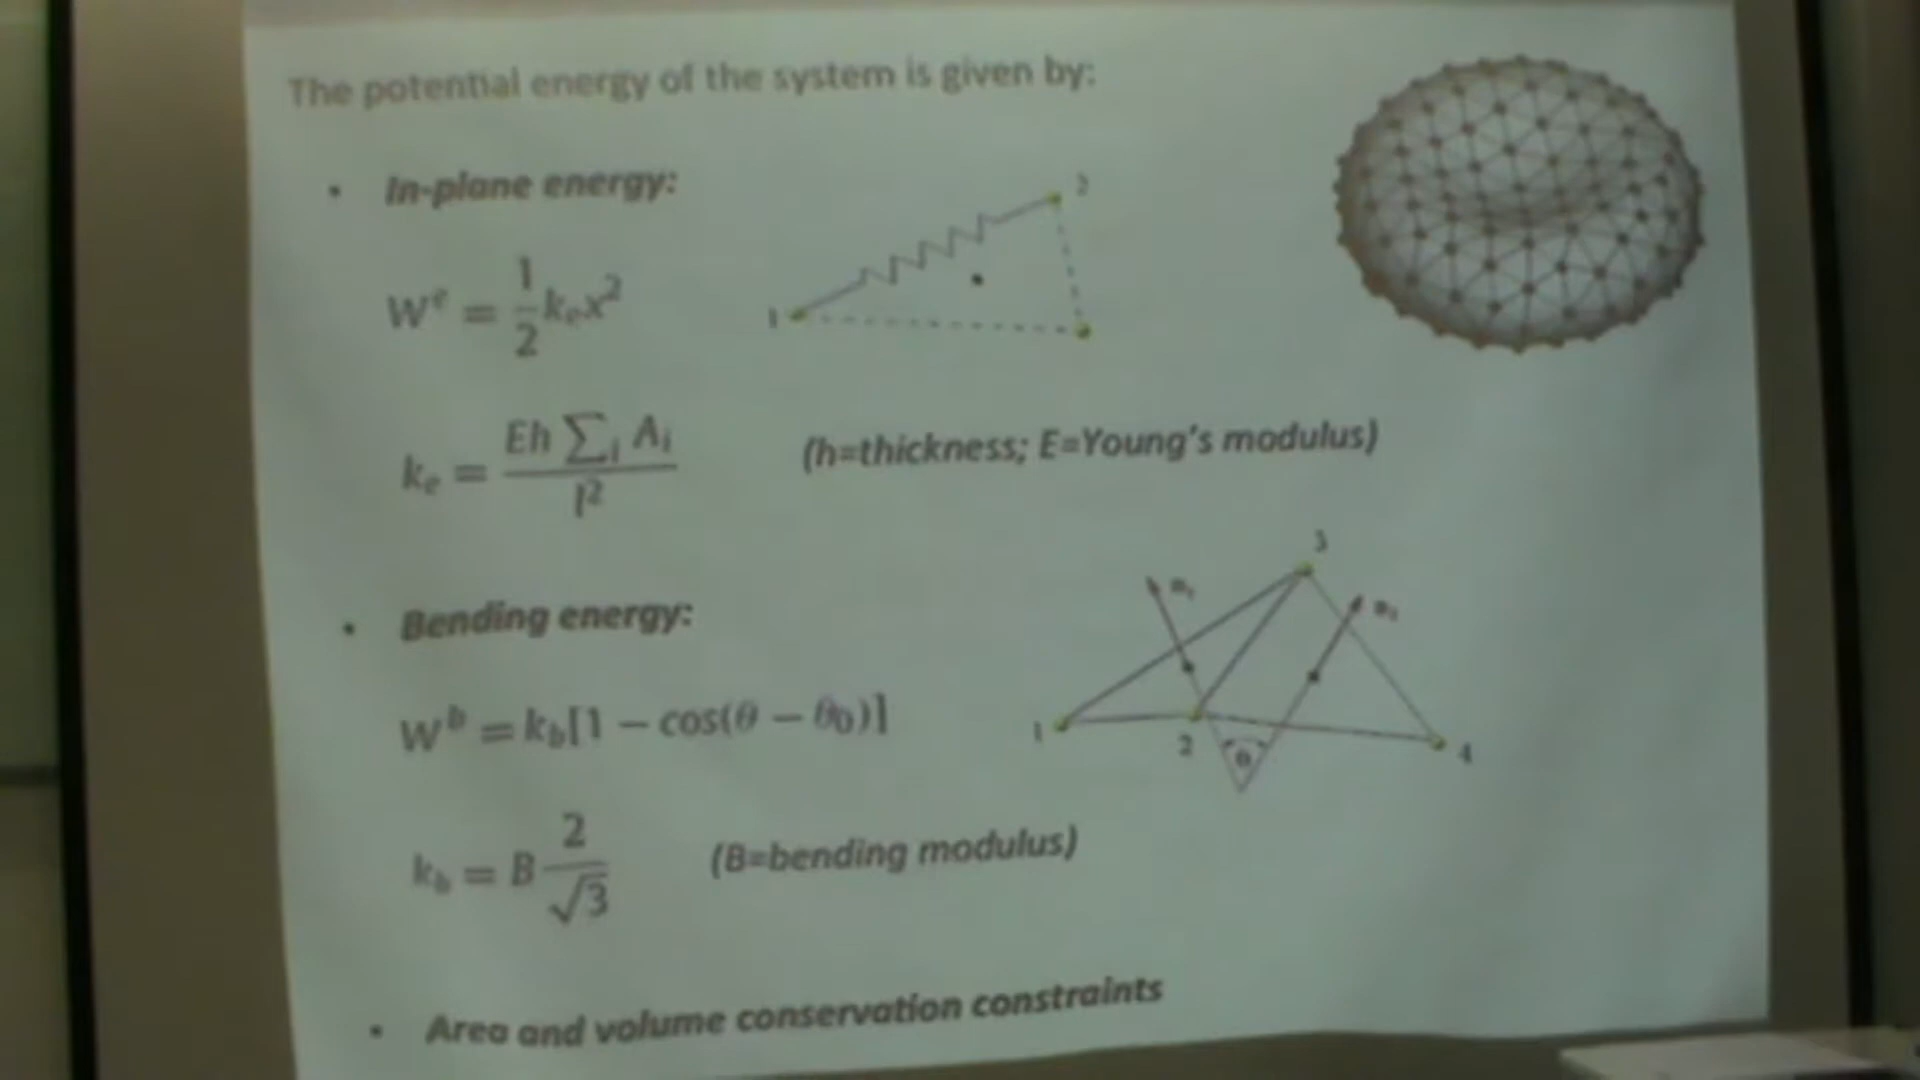 The potential energy of the system is given by:
• In-plane energy:
1 2
W^e = 1/2 k_e x^2
k_e = Eh ∑_i A_i / l^2 (h=thickness; E=Young's modulus)
3
n_1 n_2
• Bending energy:
W^b = k_b[1 − cos(θ − θ_0)]
1 2 θ 4
k_b = B 2/√3 (B=bending modulus)
• Area and volume conservation constraints